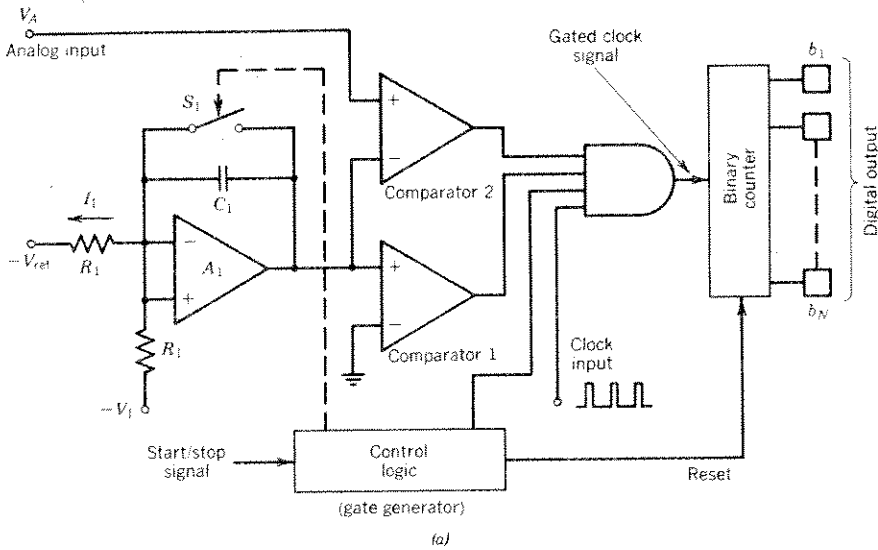 V_A
Analog input
S_1
C_1
I_1
-V_ref
R_1
-
A_1
+
R_1
-V_1
+
-
Comparator 2
+
-
Comparator 1
Gated clock
signal
Binary
counter
b_1
b_N
Digital output
Clock
input
Start/stop
signal
Control
logic
(gate generator)
Reset
(a)